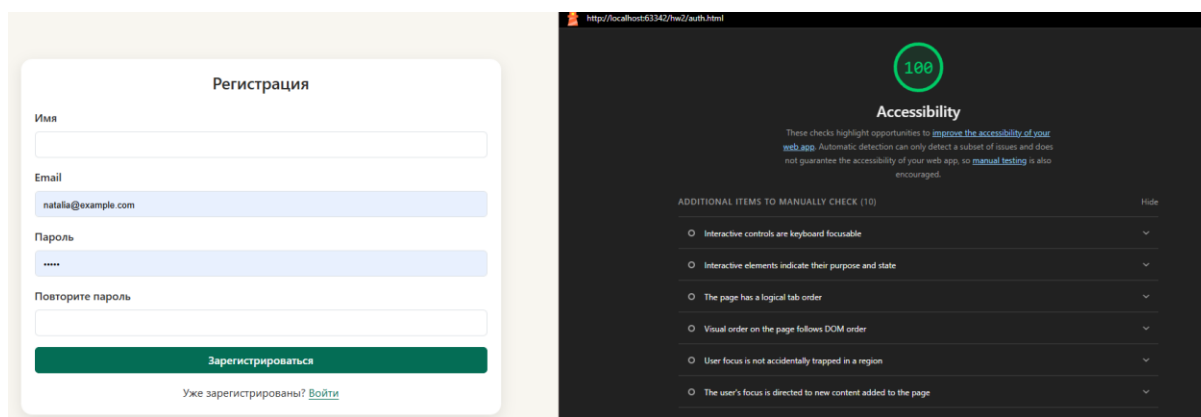 Регистрация
Имя
Email
natalia@example.com
Пароль
•••••
Повторите пароль
Зарегистрироваться
Уже зарегистрированы? Войти
http://localhost:63342/hw2/auth.html
100
Accessibility
These checks highlight opportunities to improve the accessibility of your
web app. Automatic detection can only detect a subset of issues and does
not guarantee the accessibility of your web app, so manual testing is also
encouraged.
ADDITIONAL ITEMS TO MANUALLY CHECK (10) Hide
Interactive controls are keyboard focusable
Interactive elements indicate their purpose and state
The page has a logical tab order
Visual order on the page follows DOM order
User focus is not accidentally trapped in a region
The user's focus is directed to new content added to the page